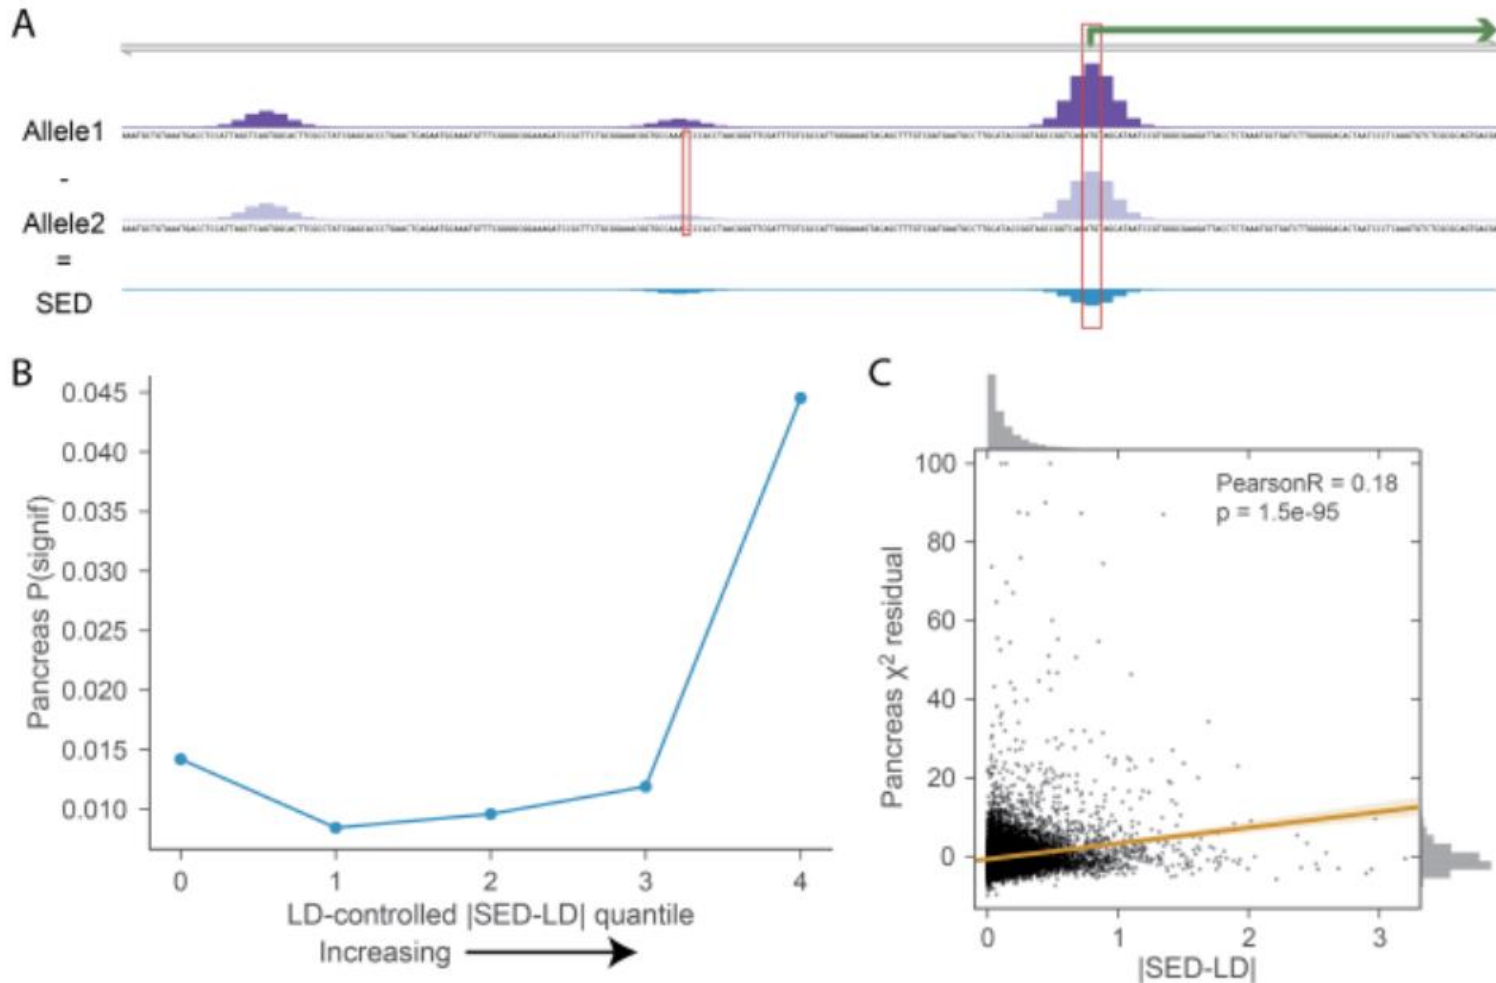 A
Allele1
-
Allele2
=
SED
B
Pancreas P(signif)
0.045
0.040
0.035
0.030
0.025
0.020
0.015
0.010
0 1 2 3 4
LD-controlled |SED-LD| quantile
Increasing
C
PearsonR = 0.18
p = 1.5e-95
Pancreas χ² residual
100
80
60
40
20
0
0 1 2 3
|SED-LD|